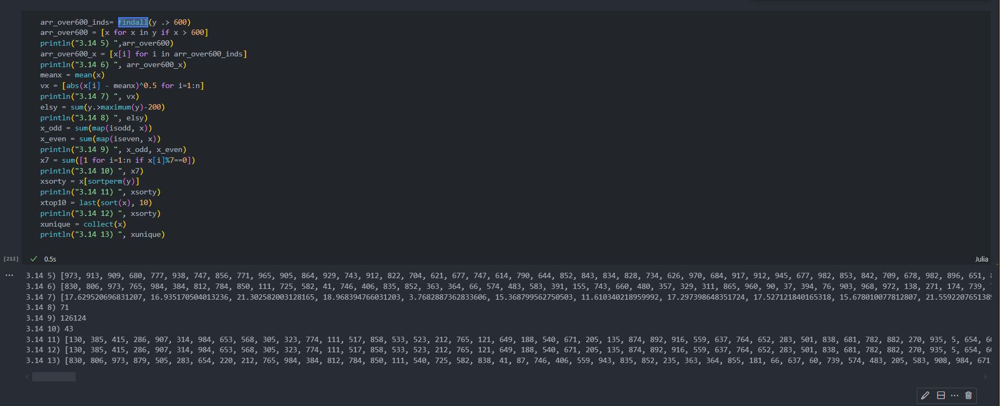 arr_over600_inds= findall(y .> 600)
arr_over600 = [x for x in y if x > 600]
println("3.14 5) ",arr_over600)
arr_over600_x = [x[i] for i in arr_over600_inds]
println("3.14 6) ", arr_over600_x)
meanx = mean(x)
vx = [abs(x[i] - meanx)^0.5 for i=1:n]
println("3.14 7) ", vx)
elsy = sum(y.>maximum(y)-200)
println("3.14 8) ", elsy)
x_odd = sum(map(isodd, x))
x_even = sum(map(iseven, x))
println("3.14 9) ", x_odd, x_even)
x7 = sum([1 for i=1:n if x[i]%7==0])
println("3.14 10) ", x7)
xsorty = x[sortperm(y)]
println("3.14 11) ", xsorty)
xtop10 = last(sort(x), 10)
println("3.14 12) ", xsorty)
xunique = collect(x)
println("3.14 13) ", xunique)
[212] ✓ 0.5s Julia
3.14 5) [973, 913, 909, 680, 777, 938, 747, 856, 771, 965, 905, 864, 929, 743, 912, 822, 704, 621, 677, 747, 614, 790, 644, 852, 843, 834, 828, 734, 626, 970, 684, 917, 912, 945, 677, 982, 853, 842, 709, 678, 982, 896, 651,
3.14 6) [830, 806, 973, 765, 984, 384, 812, 784, 850, 111, 725, 582, 41, 746, 406, 835, 852, 363, 364, 66, 574, 483, 583, 391, 155, 743, 660, 480, 357, 329, 311, 865, 960, 90, 37, 394, 76, 903, 968, 972, 138, 271, 174, 739,
3.14 7) [17.629520696831207, 16.935170504013236, 21.302582003128165, 18.968394766031203, 3.7682887362833606, 15.368799562750503, 11.610340218959992, 17.297398648351724, 17.527121840165318, 15.678010077812807, 21.559220765138
3.14 8) 71
3.14 9) 126124
3.14 10) 43
3.14 11) [130, 385, 415, 286, 907, 314, 984, 653, 568, 305, 323, 774, 111, 517, 858, 533, 523, 212, 765, 121, 649, 188, 540, 671, 205, 135, 874, 892, 916, 559, 637, 764, 652, 283, 501, 838, 681, 782, 882, 270, 935, 5, 654,
3.14 12) [130, 385, 415, 286, 907, 314, 984, 653, 568, 305, 323, 774, 111, 517, 858, 533, 523, 212, 765, 121, 649, 188, 540, 671, 205, 135, 874, 892, 916, 559, 637, 764, 652, 283, 501, 838, 681, 782, 882, 270, 935, 5, 654,
3.14 13) [830, 806, 973, 879, 505, 283, 654, 220, 212, 765, 984, 384, 812, 784, 850, 111, 540, 725, 582, 838, 41, 87, 746, 406, 559, 943, 835, 852, 235, 363, 364, 855, 181, 66, 637, 60, 739, 574, 483, 205, 583, 908, 984, 671,